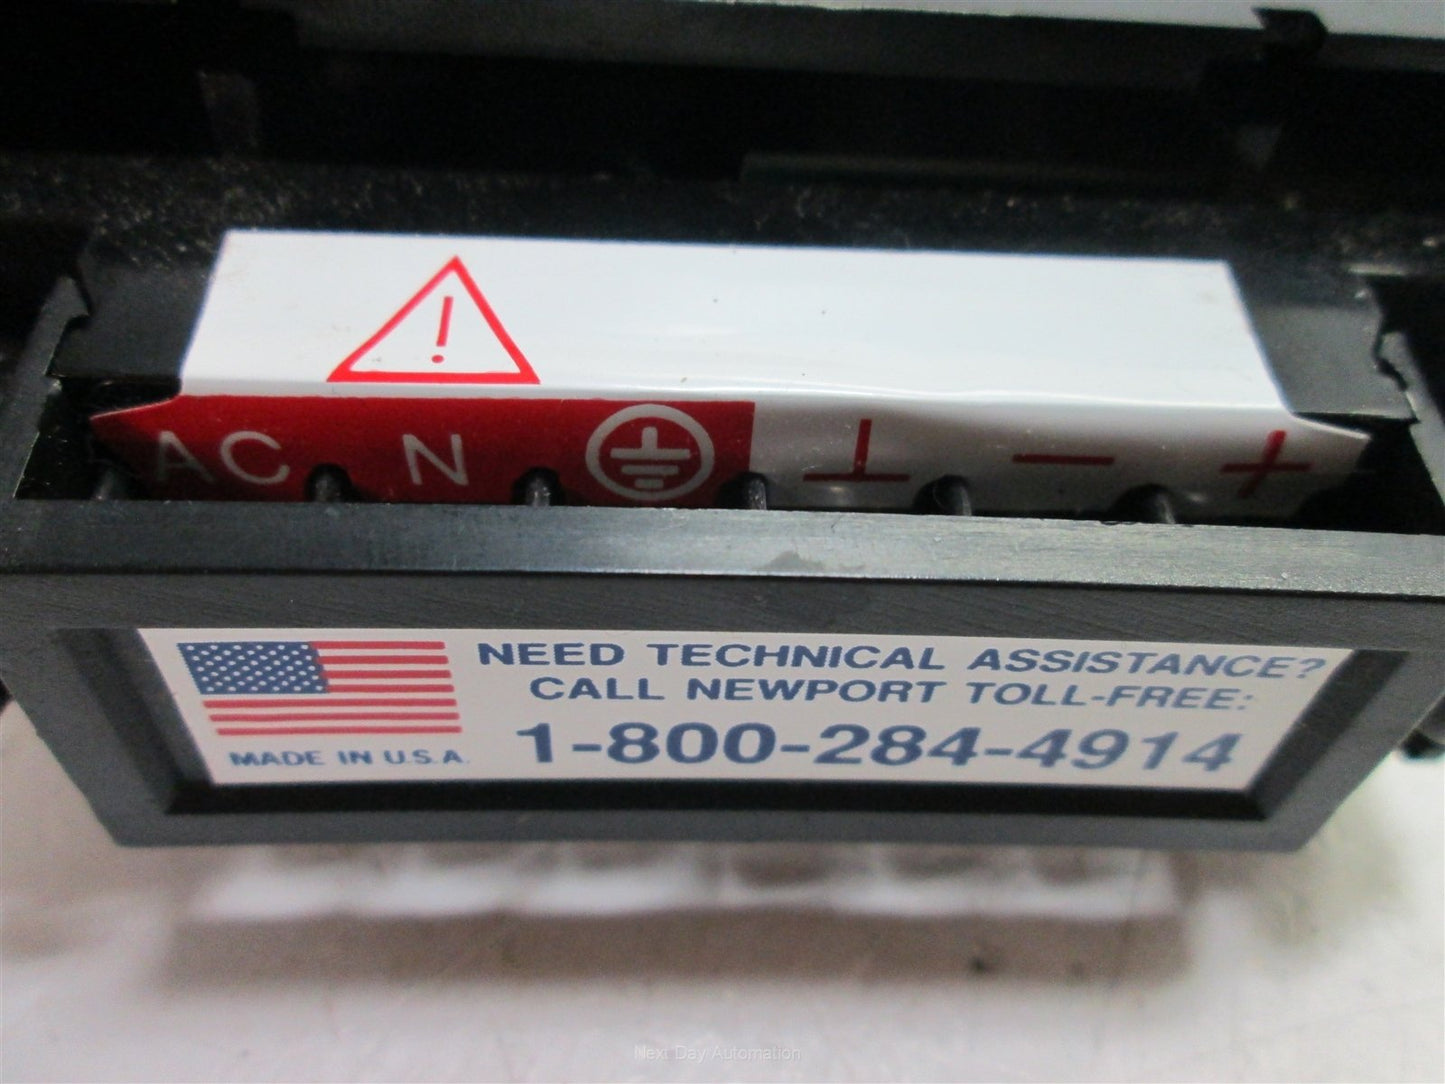 !
AC N ⊥ — +
NEED TECHNICAL ASSISTANCE?
CALL NEWPORT TOLL-FREE:
1-800-284-4914
MADE IN U.S.A.
Next Day Automation